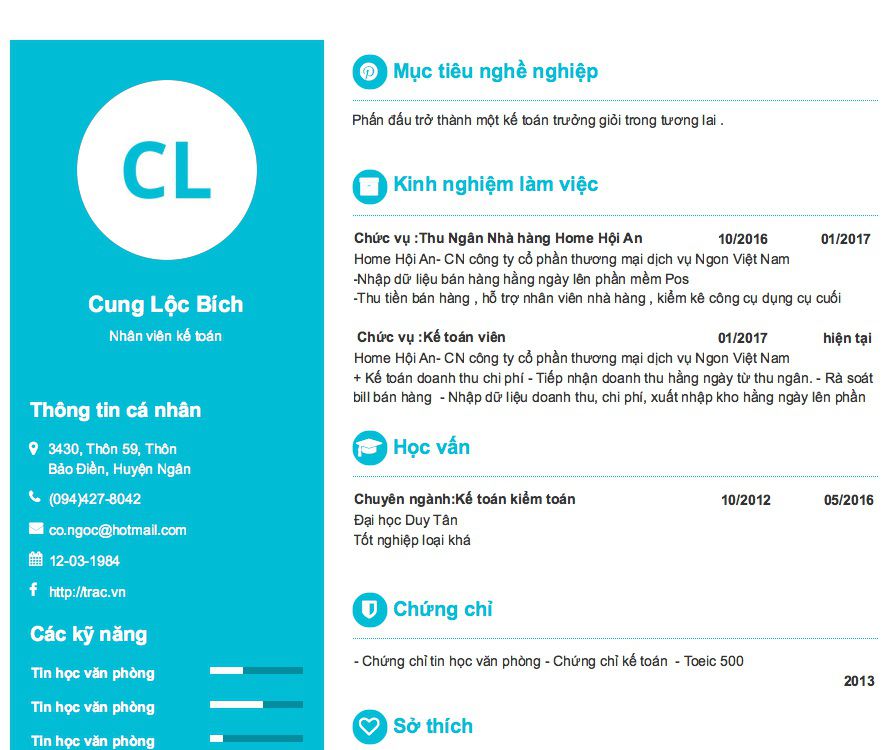 CL
Cung Lộc Bích
Nhân viên kế toán
Thông tin cá nhân
3430, Thôn 59, Thôn
Bảo Điền, Huyện Ngân
(094)427-8042
co.ngoc@hotmail.com
12-03-1984
http://trac.vn
Các kỹ năng
Tin học văn phòng
Tin học văn phòng
Tin học văn phòng
Mục tiêu nghề nghiệp
Phấn đấu trở thành một kế toán trưởng giỏi trong tương lai .
Kinh nghiệm làm việc
Chức vụ :Thu Ngân Nhà hàng Home Hội An 10/2016 01/2017
Home Hội An- CN công ty cổ phần thương mại dịch vụ Ngon Việt Nam
-Nhập dữ liệu bán hàng hằng ngày lên phần mềm Pos
-Thu tiền bán hàng , hỗ trợ nhân viên nhà hàng , kiểm kê công cụ dụng cụ cuối
Chức vụ :Kế toán viên 01/2017 hiện tại
Home Hội An- CN công ty cổ phần thương mại dịch vụ Ngon Việt Nam
+ Kế toán doanh thu chi phí - Tiếp nhận doanh thu hằng ngày từ thu ngân. - Rà soát
bill bán hàng - Nhập dữ liệu doanh thu, chi phí, xuất nhập kho hằng ngày lên phần
Học vấn
Chuyên ngành:Kế toán kiểm toán 10/2012 05/2016
Đại học Duy Tân
Tốt nghiệp loại khá
Chứng chỉ
- Chứng chỉ tin học văn phòng - Chứng chỉ kế toán - Toeic 500
2013
Sở thích